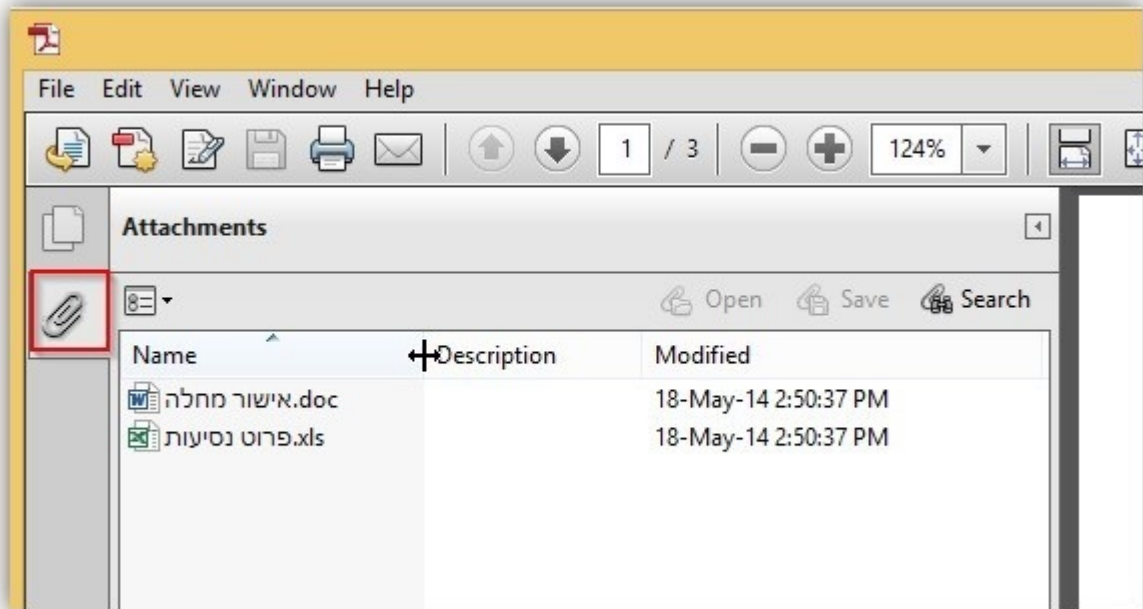 File Edit View Window Help
1 / 3 124%
Attachments
Open Save Search
Name Description Modified
אישור מחלה.doc 18-May-14 2:50:37 PM
פרוט נסיעות.xls 18-May-14 2:50:37 PM